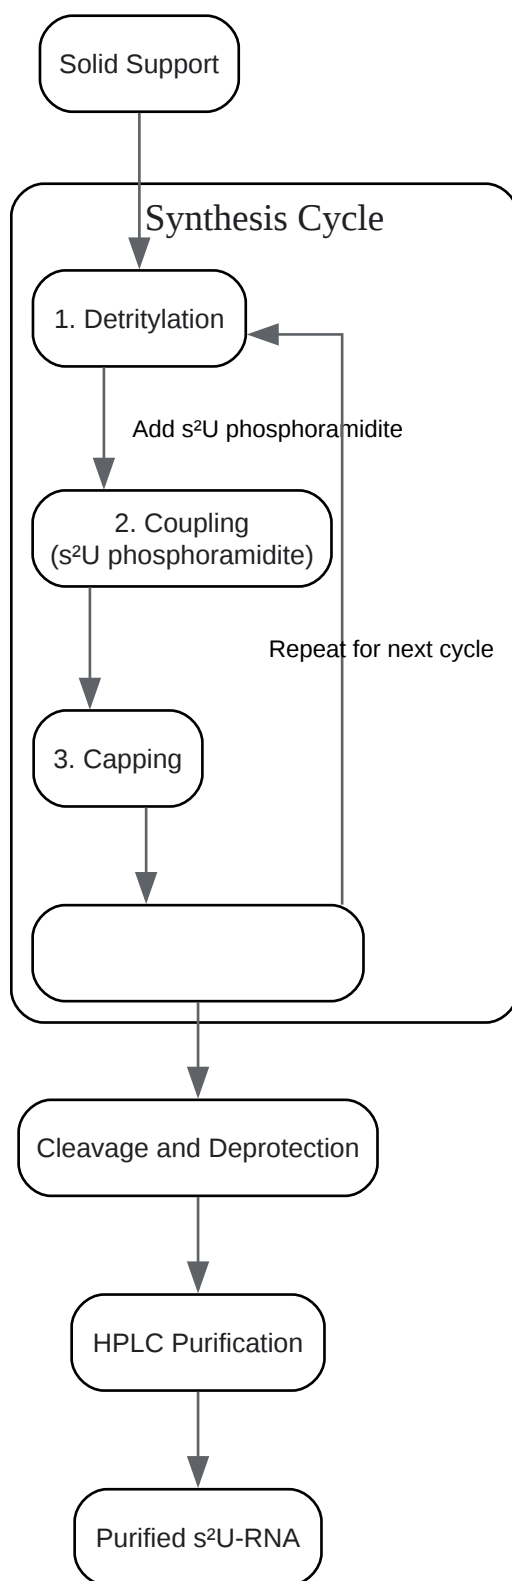 Solid Support
Synthesis Cycle
1. Detritylation
Add s²U phosphoramidite
2. Coupling
(s²U phosphoramidite)
Repeat for next cycle
3. Capping
Cleavage and Deprotection
HPLC Purification
Purified s²U-RNA